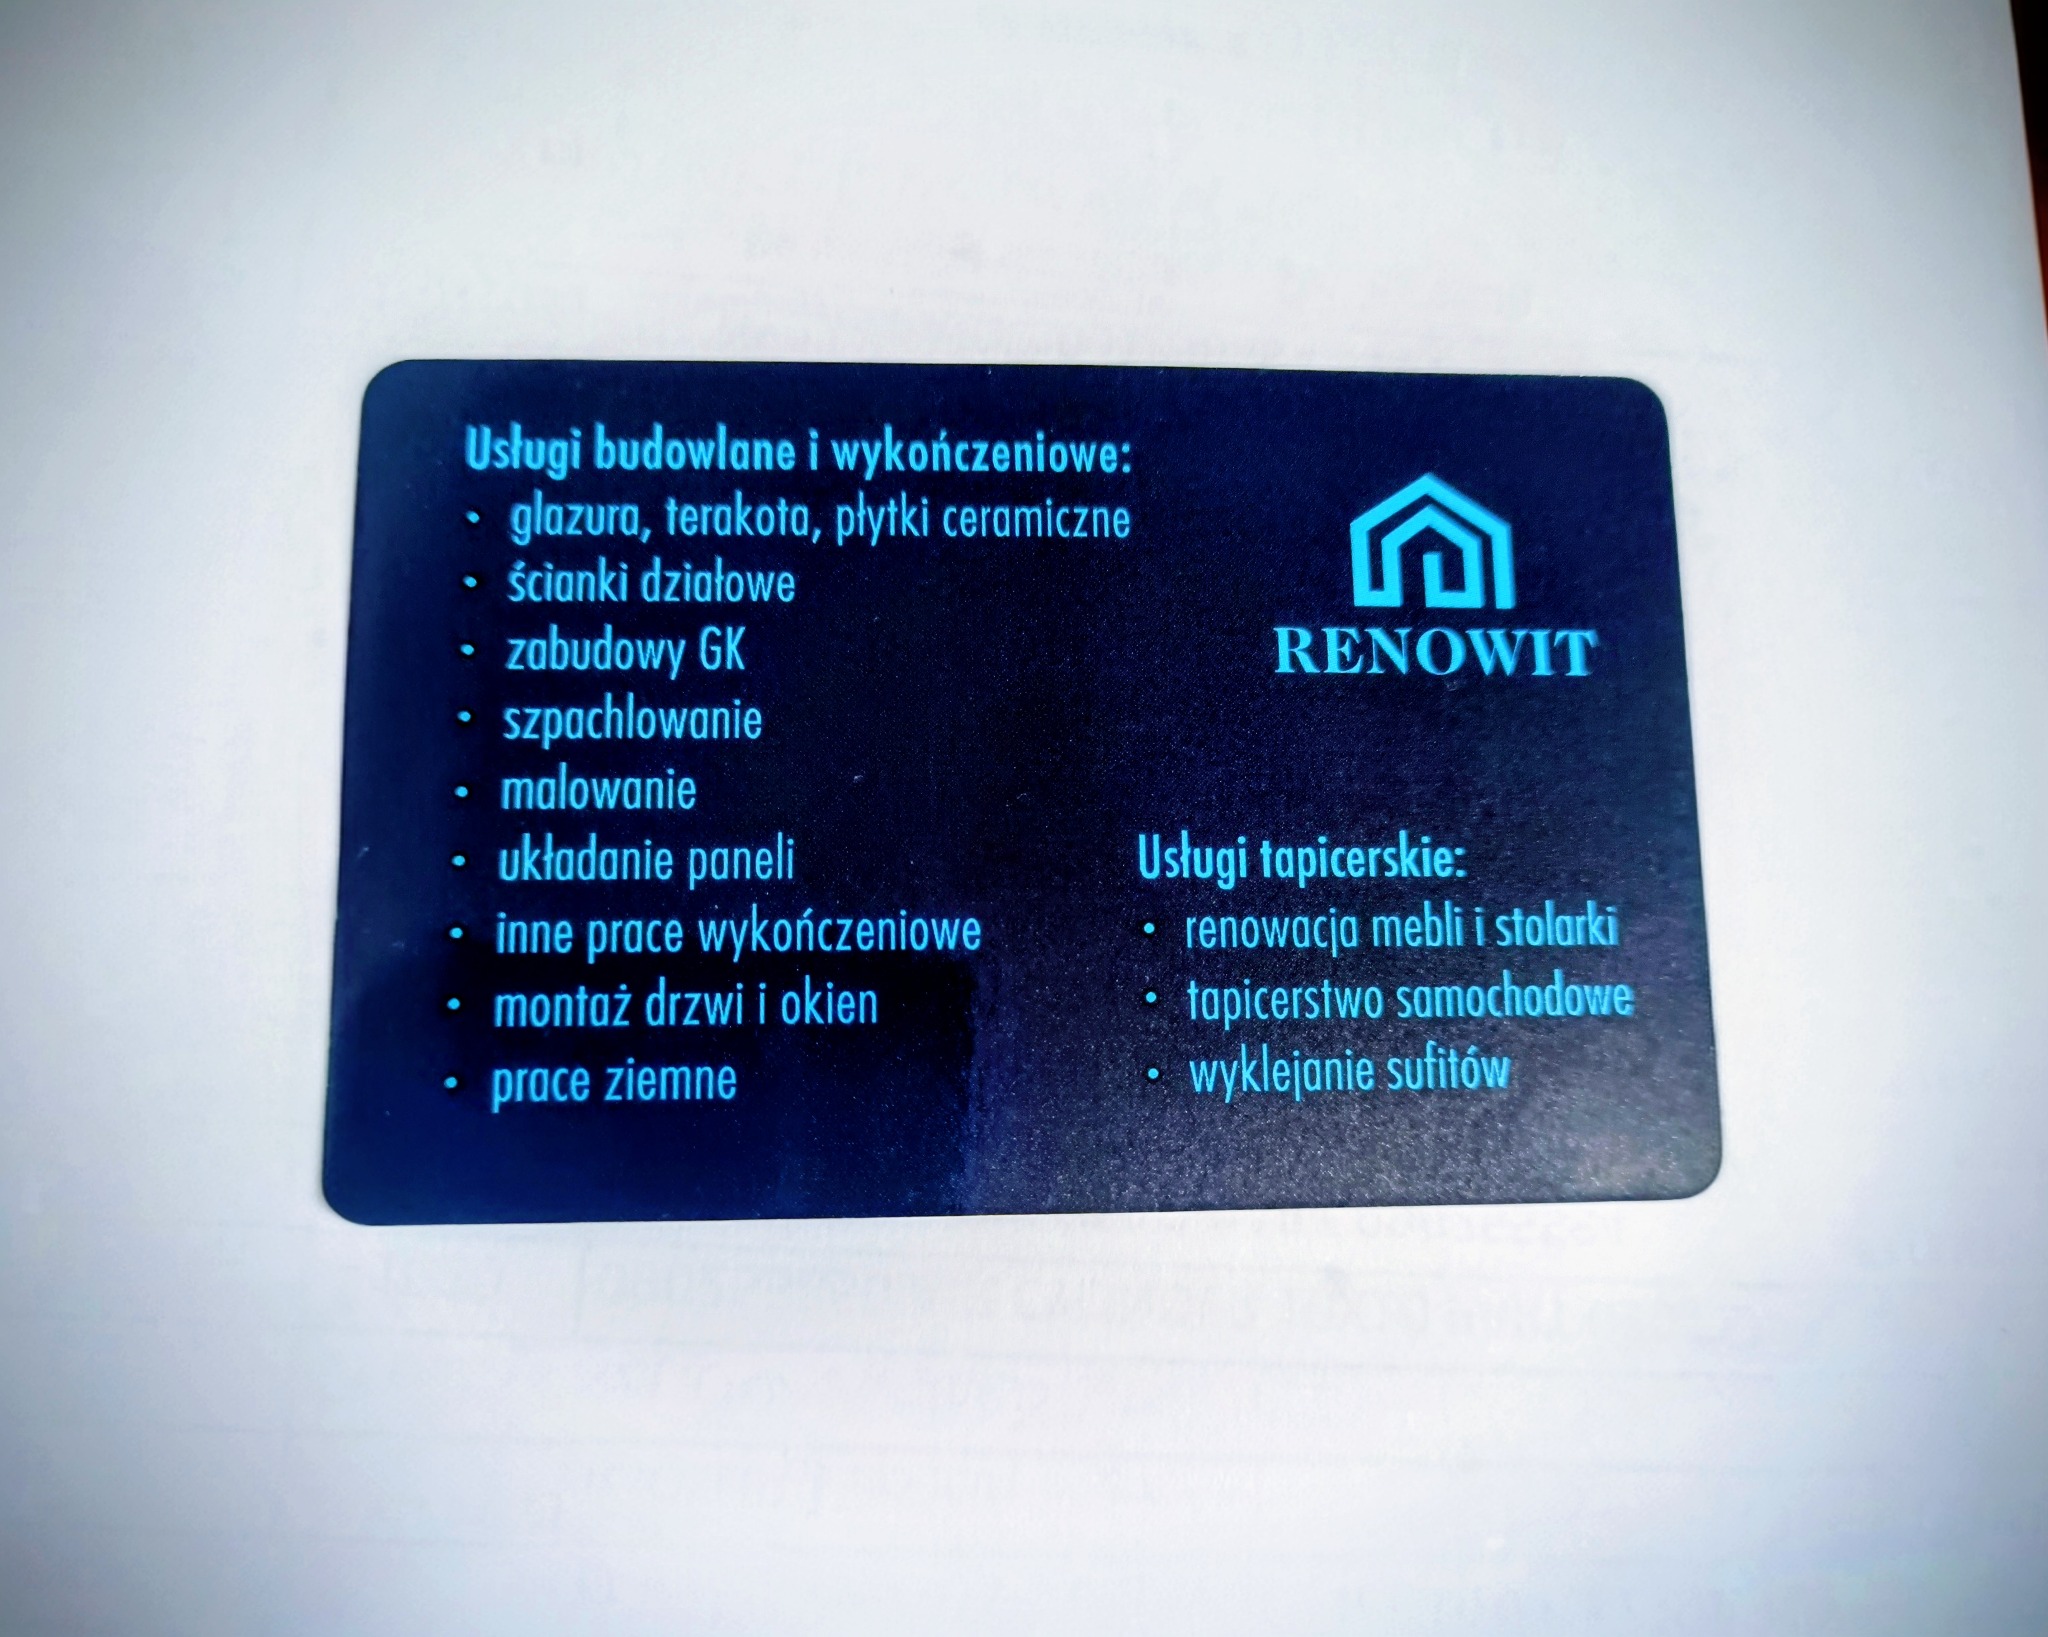 Usługi budowlane i wykończeniowe:
• glazura, terakota, płytki ceramiczne
• ścianki działowe
• zabudowy GK
• szpachlowanie
• malowanie
• układanie paneli
• inne prace wykończeniowe
• montaż drzwi i okien
• prace ziemne
RENOWIT
Usługi tapicerskie:
• renowacja mebli i stolarki
• tapicerstwo samochodowe
• wyklejanie sufitów